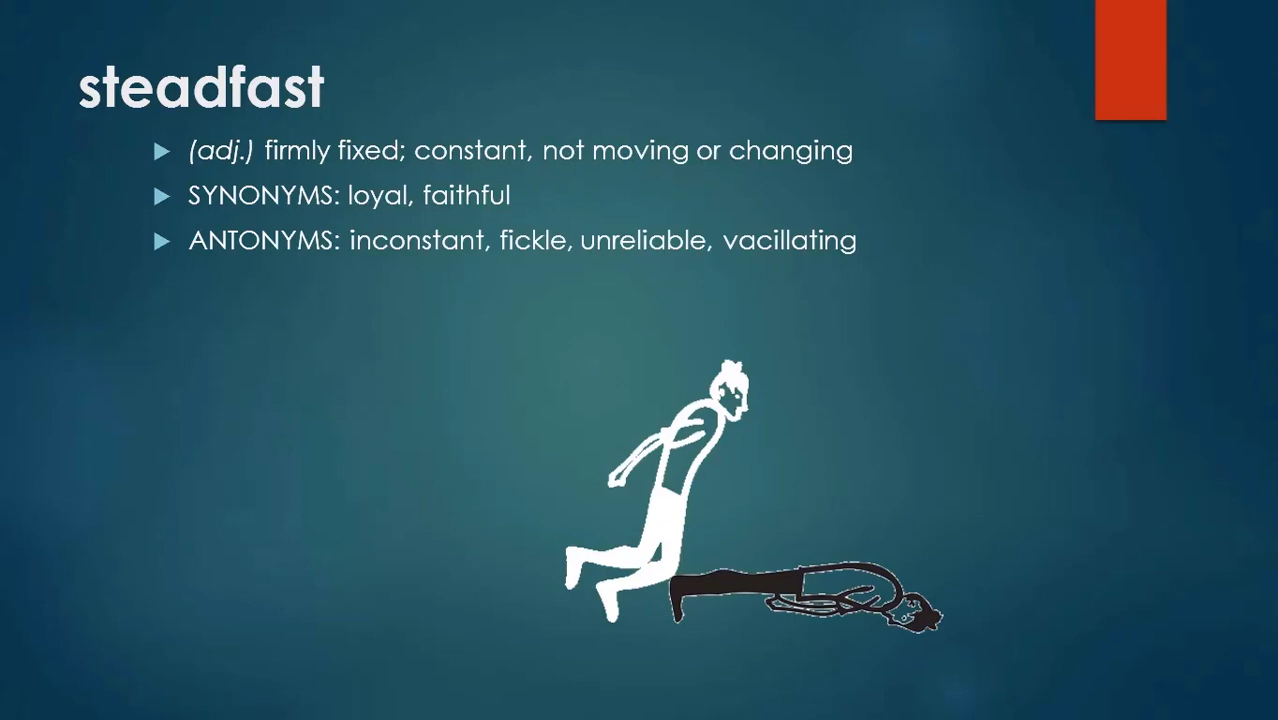 steadfast
(adj.) firmly fixed; constant, not moving or changing
SYNONYMS: loyal, faithful
ANTONYMS: inconstant, fickle, unreliable, vacillating